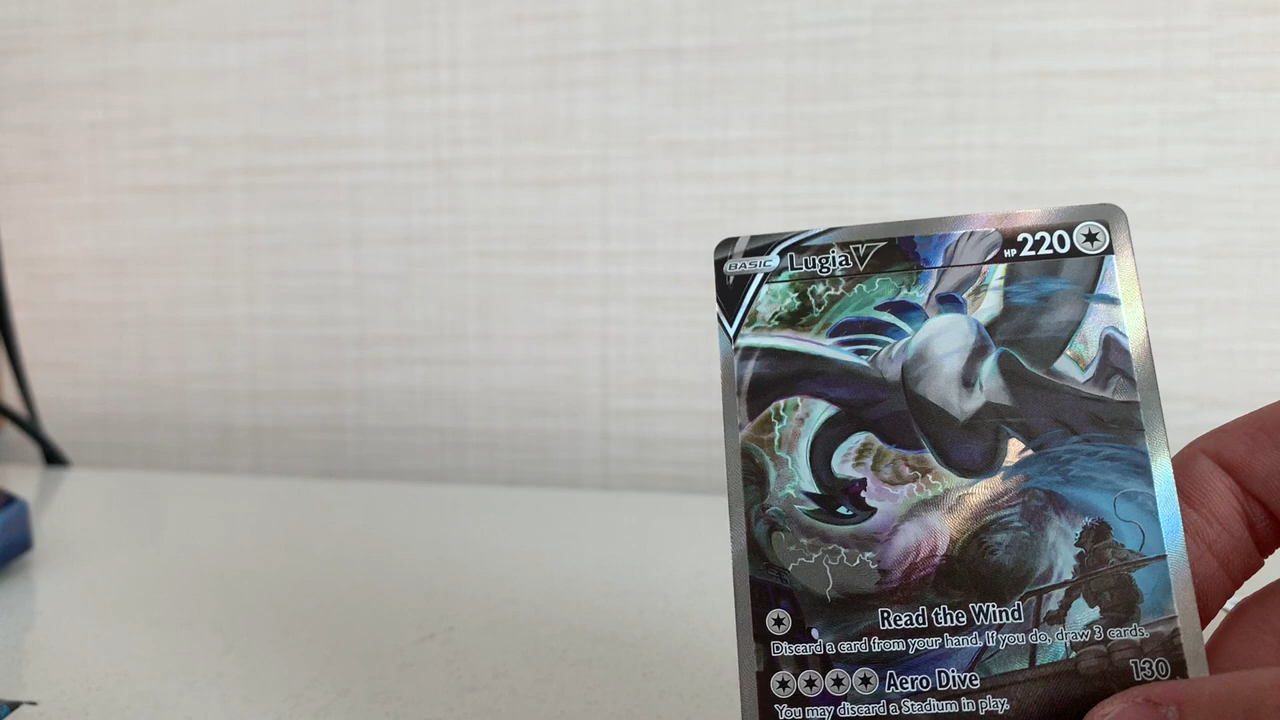 BASIC Lugia V HP 220
Read the Wind
Discard a card from your hand. If you do, draw 3 cards.
Aero Dive 130
You may discard a Stadium in play.